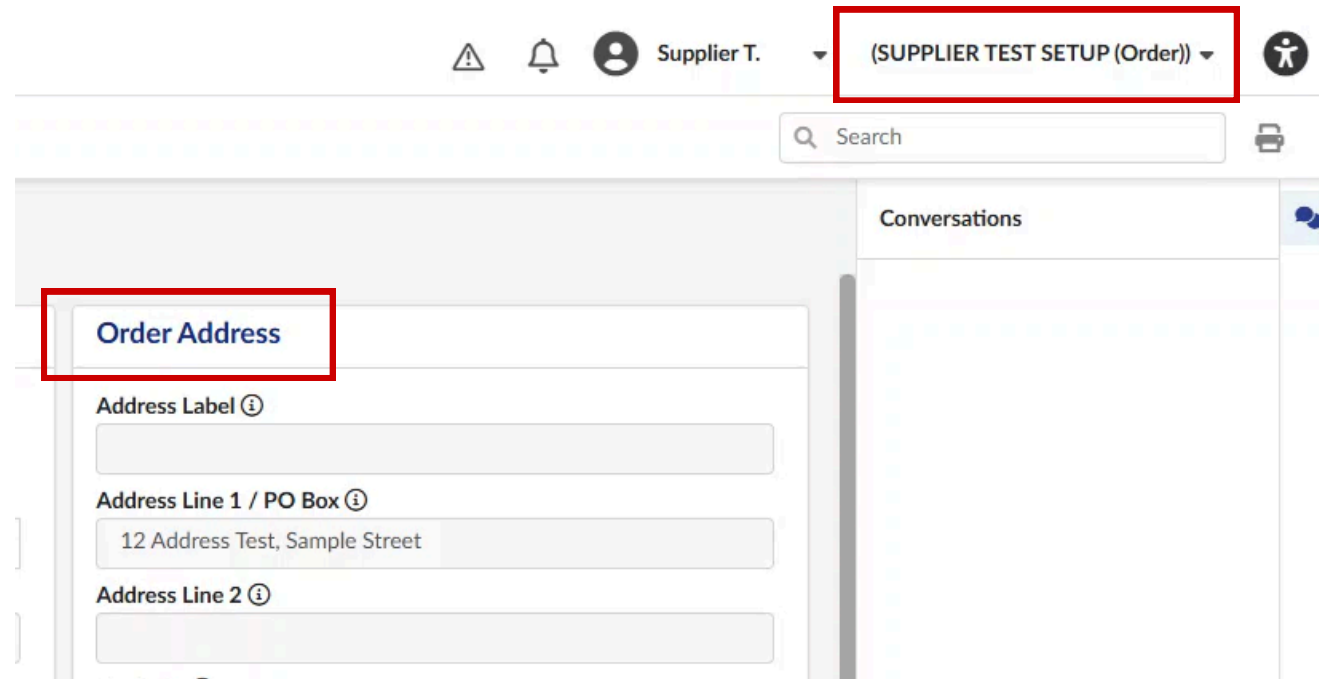 Supplier T.
(SUPPLIER TEST SETUP (Order))
Search
Conversations
Order Address
Address Label
Address Line 1 / PO Box
12 Address Test, Sample Street
Address Line 2